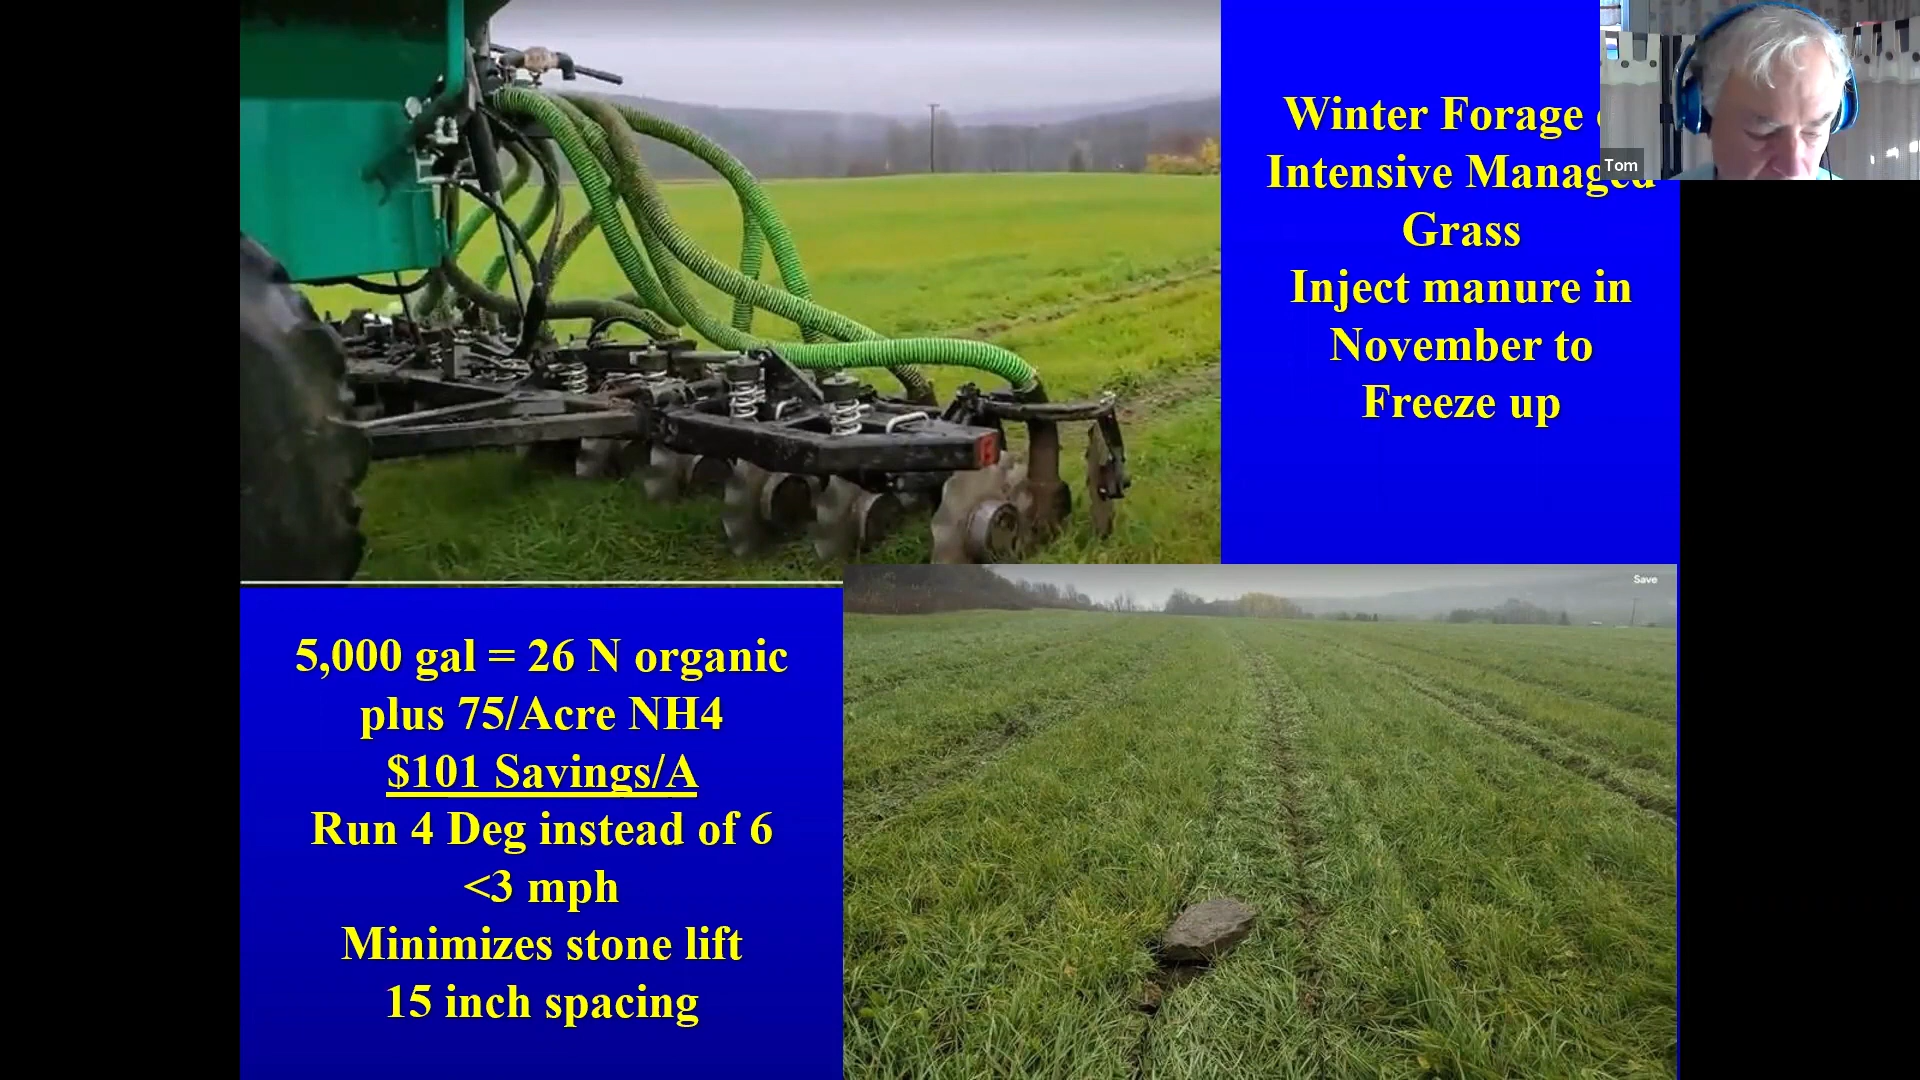 Winter Forage
Intensive Managed
Grass
Inject manure in
November to
Freeze up
Tom
5,000 gal = 26 N organic
plus 75/Acre NH4
$101 Savings/A
Run 4 Deg instead of 6
<3 mph
Minimizes stone lift
15 inch spacing
Save